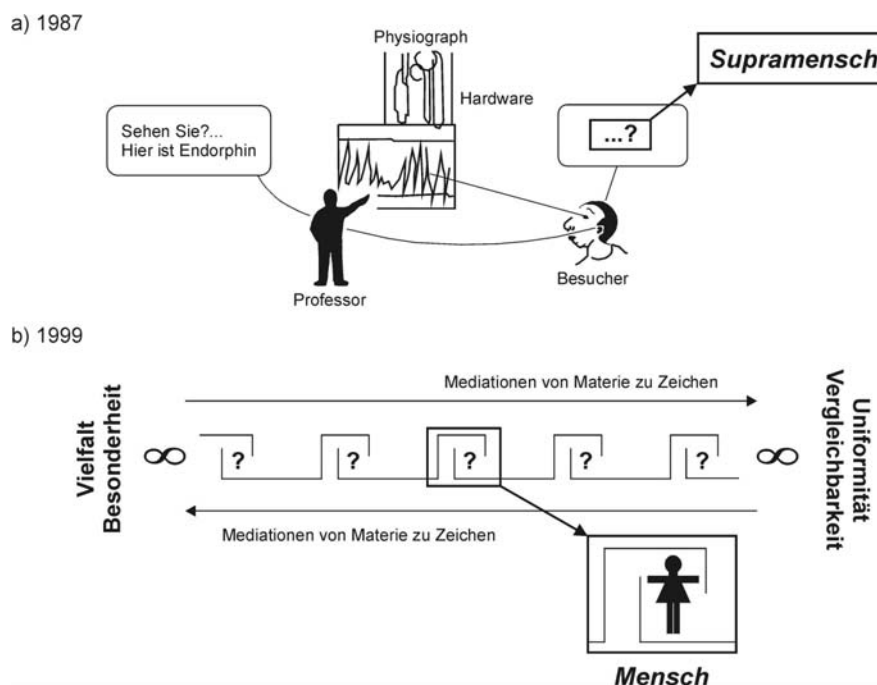 a) 1987
Physiograph
Supramensch
Hardware
Sehen Sie?...
Hier ist Endorphin
...?
Professor
Besucher
b) 1999
Mediationen von Materie zu Zeichen
Vielfalt
Besonderheit
∞
?
?
?
?
?
∞
Uniformität
Vergleichbarkeit
Mediationen von Materie zu Zeichen
Mensch